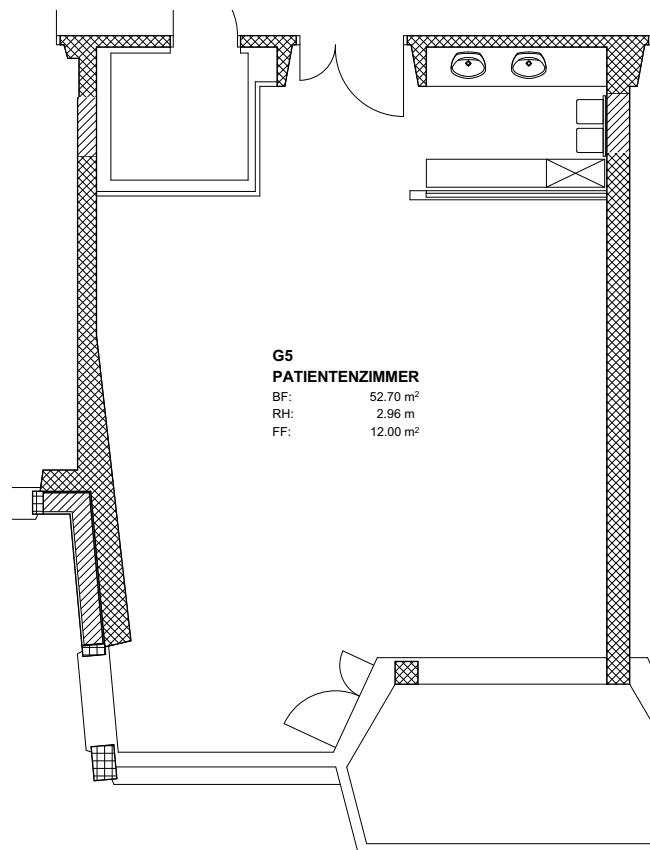 G5
PATIENTENZIMMER
BF: 52.70 m²
RH: 2.96 m
FF: 12.00 m²